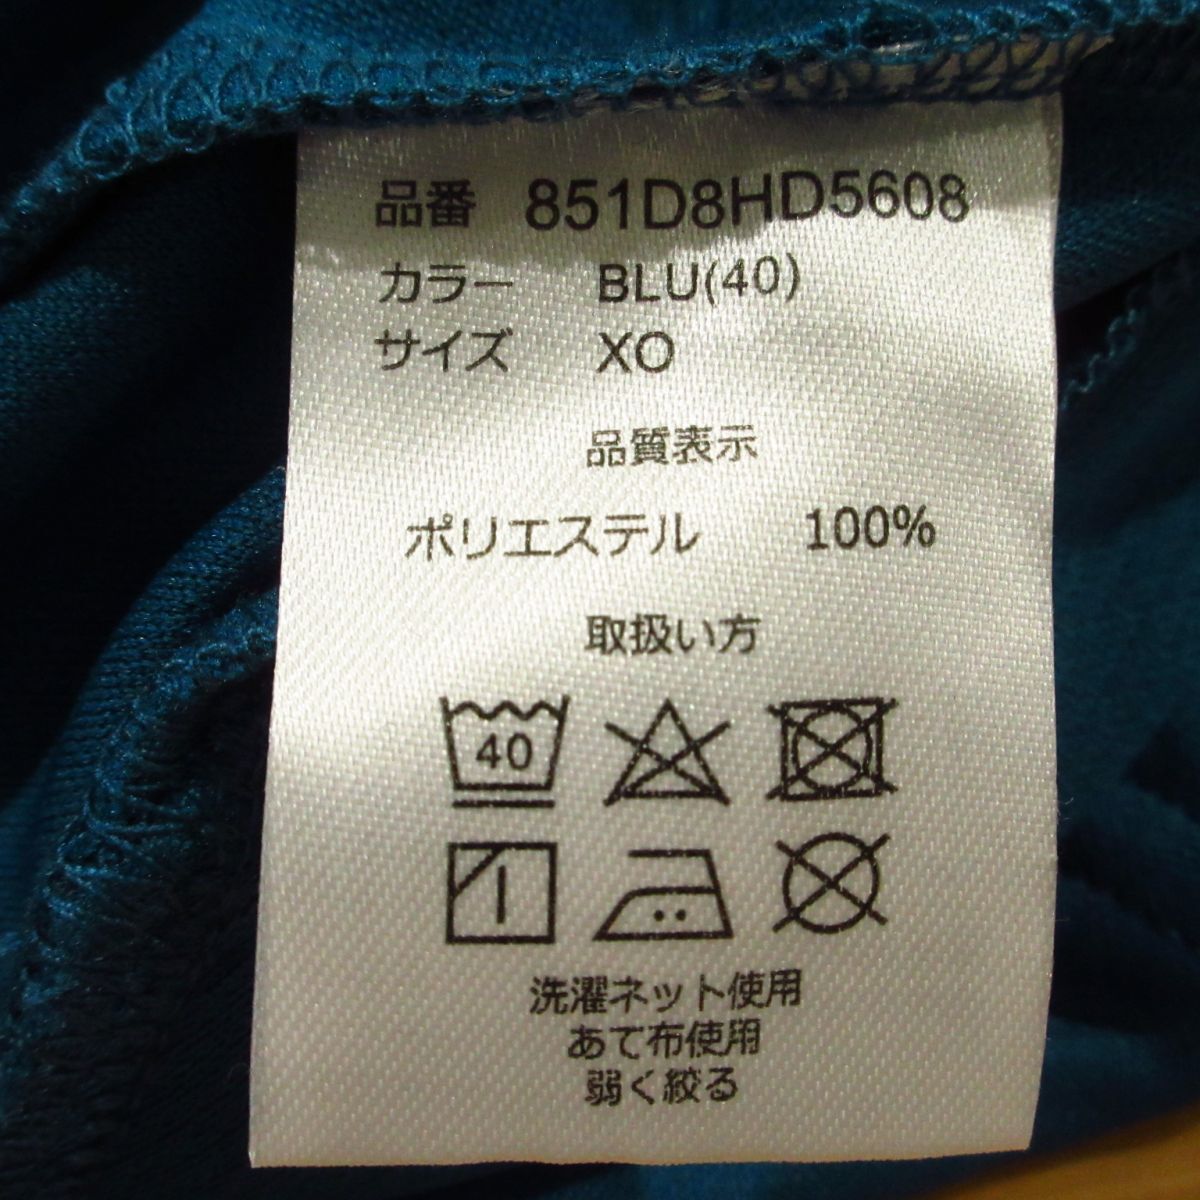 品番 851D8HD5608
カラー BLU(40)
サイズ XO
品質表示
ポリエステル 100%
取扱い方
40
洗濯ネット使用
あて布使用
弱く絞る